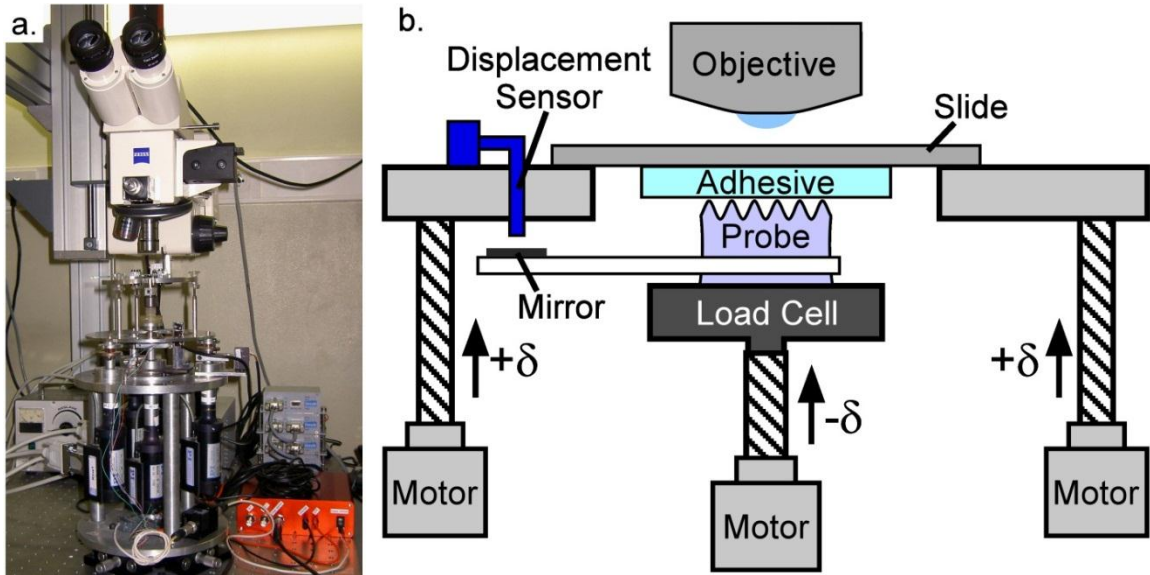 a.
ZEISS
b.
Displacement
Sensor
Objective
Slide
Adhesive
Probe
Mirror
Load Cell
+δ
-δ
+δ
Motor
Motor
Motor